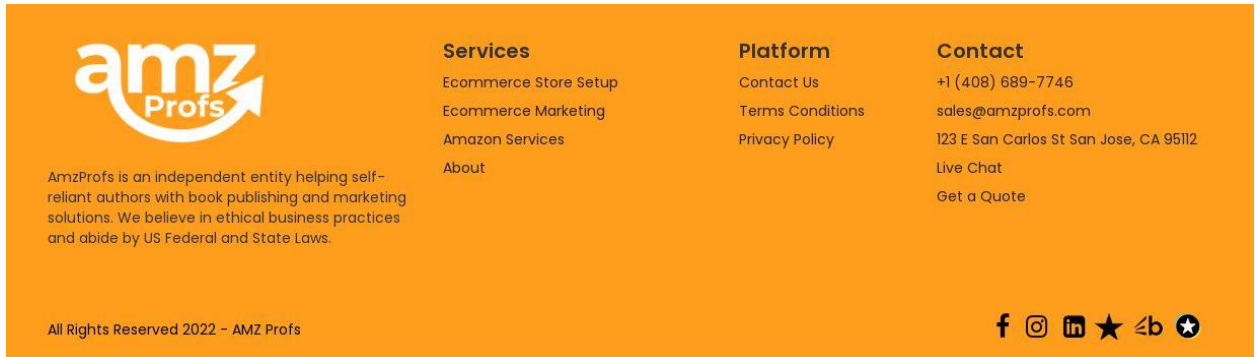 amz
Profs
AmzProfs is an independent entity helping self-
reliant authors with book publishing and marketing
solutions. We believe in ethical business practices
and abide by US Federal and State Laws.
Services
Ecommerce Store Setup
Ecommerce Marketing
Amazon Services
About
Platform
Contact Us
Terms Conditions
Privacy Policy
Contact
+1 (408) 689-7746
sales@amzprofs.com
123 E San Carlos St San Jose, CA 95112
Live Chat
Get a Quote
All Rights Reserved 2022 - AMZ Profs